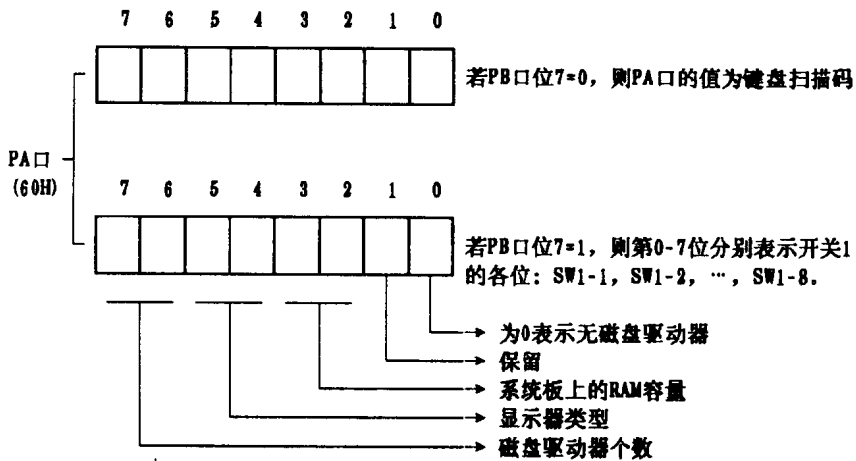 7 6 5 4 3 2 1 0
若PB口位7=0，则PA口的值为键盘扫描码
PA口
(60H)
7 6 5 4 3 2 1 0
若PB口位7=1，则第0-7位分别表示开关1
的各位：SW1-1，SW1-2，…，SW1-8．
为0表示无磁盘驱动器
保留
系统板上的RAM容量
显示器类型
磁盘驱动器个数